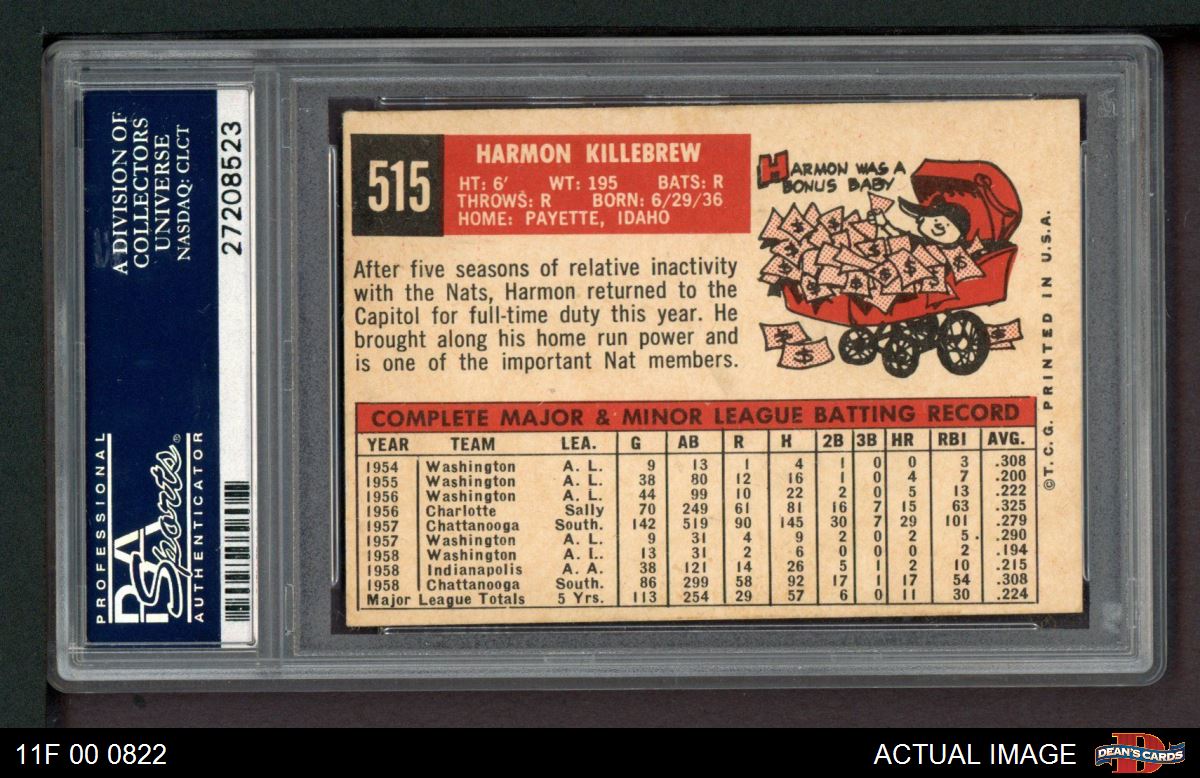 A DIVISION OF
COLLECTORS
UNIVERSE
NASDAQ: CLCT
27208523
PROFESSIONAL
PSA
Sports®
AUTHENTICATOR
515
HARMON KILLEBREW
HT: 6' WT: 195 BATS: R
THROWS: R BORN: 6/29/36
HOME: PAYETTE, IDAHO
HARMON WAS A
BONUS BABY
After five seasons of relative inactivity
with the Nats, Harmon returned to the
Capitol for full-time duty this year. He
brought along his home run power and
is one of the important Nat members.
COMPLETE MAJOR & MINOR LEAGUE BATTING RECORD
YEAR TEAM LEA. G AB R H 2B 3B HR RBI AVG.
1954 Washington A. L. 9 13 1 4 1 0 0 3 .308
1955 Washington A. L. 38 80 12 16 1 0 4 7 .200
1956 Washington A. L. 44 99 10 22 2 0 5 13 .222
1956 Charlotte Sally 70 249 61 81 16 7 15 63 .325
1957 Chattanooga South. 142 519 90 145 30 7 29 101 .279
1957 Washington A. L. 9 31 4 9 2 0 2 5 .290
1958 Washington A. L. 13 31 2 6 0 0 0 2 .194
1958 Indianapolis A. A. 38 121 14 26 5 1 2 10 .215
1958 Chattanooga South. 86 299 58 92 17 1 17 54 .308
Major League Totals 5 Yrs. 113 254 29 57 6 0 11 30 .224
©T. C. G. PRINTED IN U.S.A.
11F 00 0822
ACTUAL IMAGE
DEAN'S CARDS